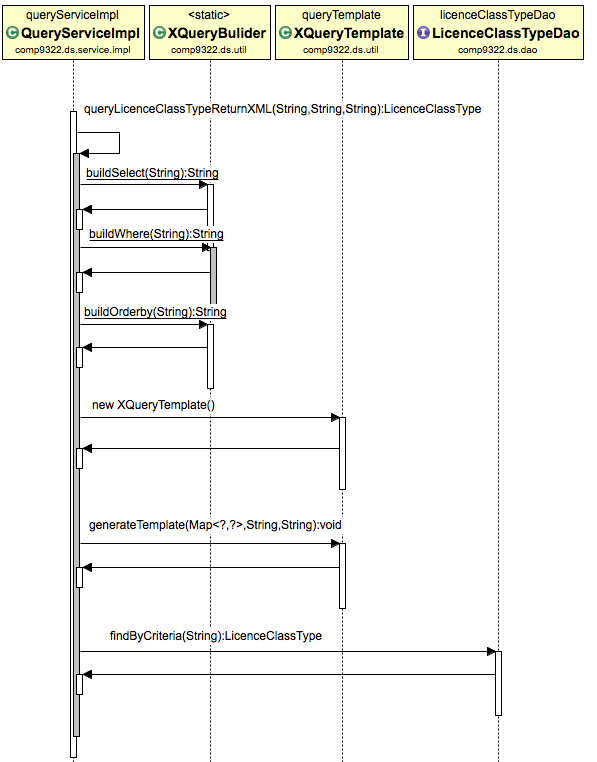 queryServiceImpl
C QueryServiceImpl
comp9322.ds.service.impl
<static>
C XQueryBulider
comp9322.ds.util
queryTemplate
C XQueryTemplate
comp9322.ds.util
licenceClassTypeDao
I LicenceClassTypeDao
comp9322.ds.dao
queryLicenceClassTypeReturnXML(String,String,String):LicenceClassType
buildSelect(String):String
buildWhere(String):String
buildOrderby(String):String
new XQueryTemplate()
generateTemplate(Map<?,?>,String,String):void
findByCriteria(String):LicenceClassType